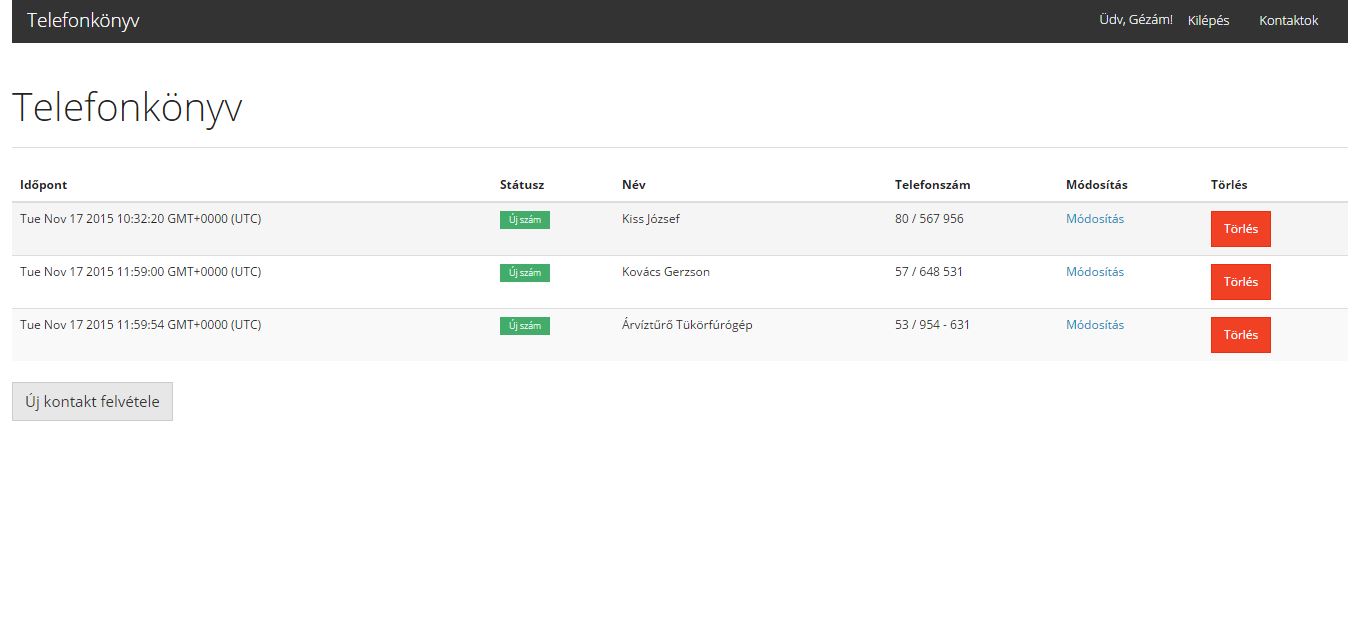 Telefonkönyv Üdv, Gézám! Kilépés Kontaktok
Telefonkönyv
Időpont Státusz Név Telefonszám Módosítás Törlés
Tue Nov 17 2015 10:32:20 GMT+0000 (UTC) Új szám Kiss József 80 / 567 956 Módosítás Törlés
Tue Nov 17 2015 11:59:00 GMT+0000 (UTC) Új szám Kovács Gerzson 57 / 648 531 Módosítás Törlés
Tue Nov 17 2015 11:59:54 GMT+0000 (UTC) Új szám Árvíztűrő Tükörfúrógép 53 / 954 - 631 Módosítás Törlés
Új kontakt felvétele